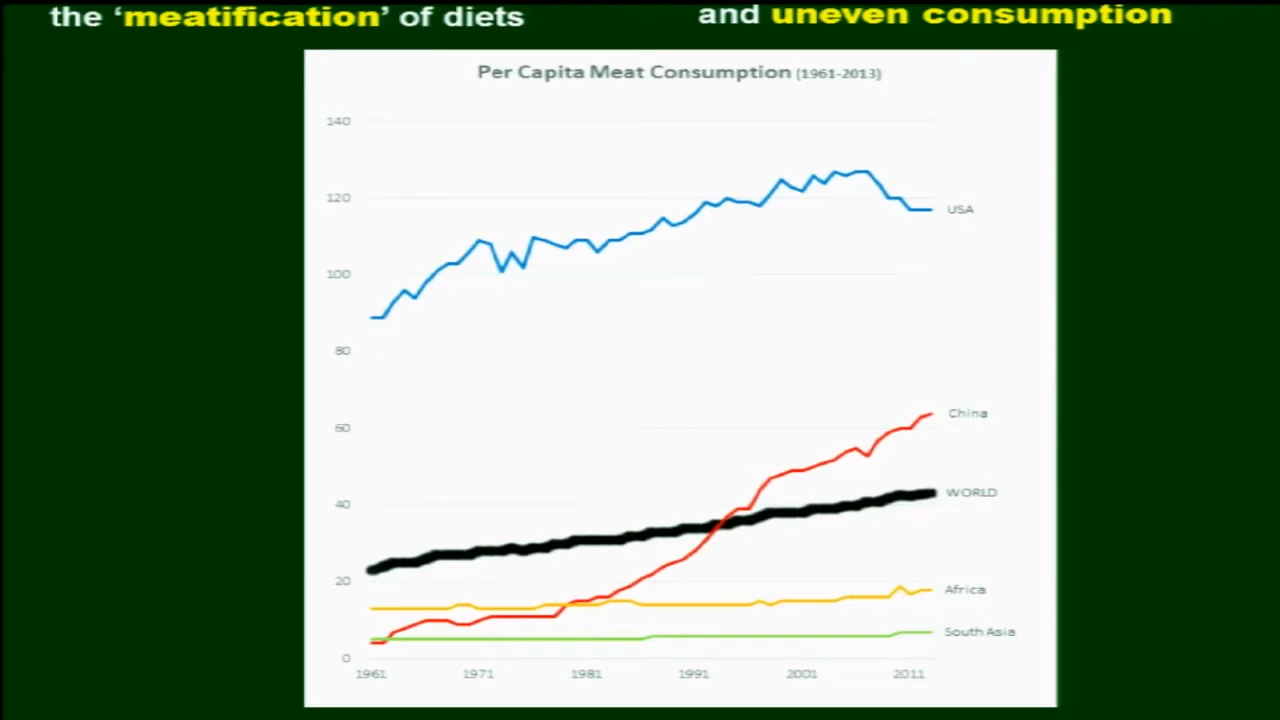 the ‘meatification’ of diets and uneven consumption
Per Capita Meat Consumption (1961-2013)
140
120
USA
100
80
China
60
WORLD
40
20
Africa
South Asia
0
1961 1971 1981 1991 2001 2011